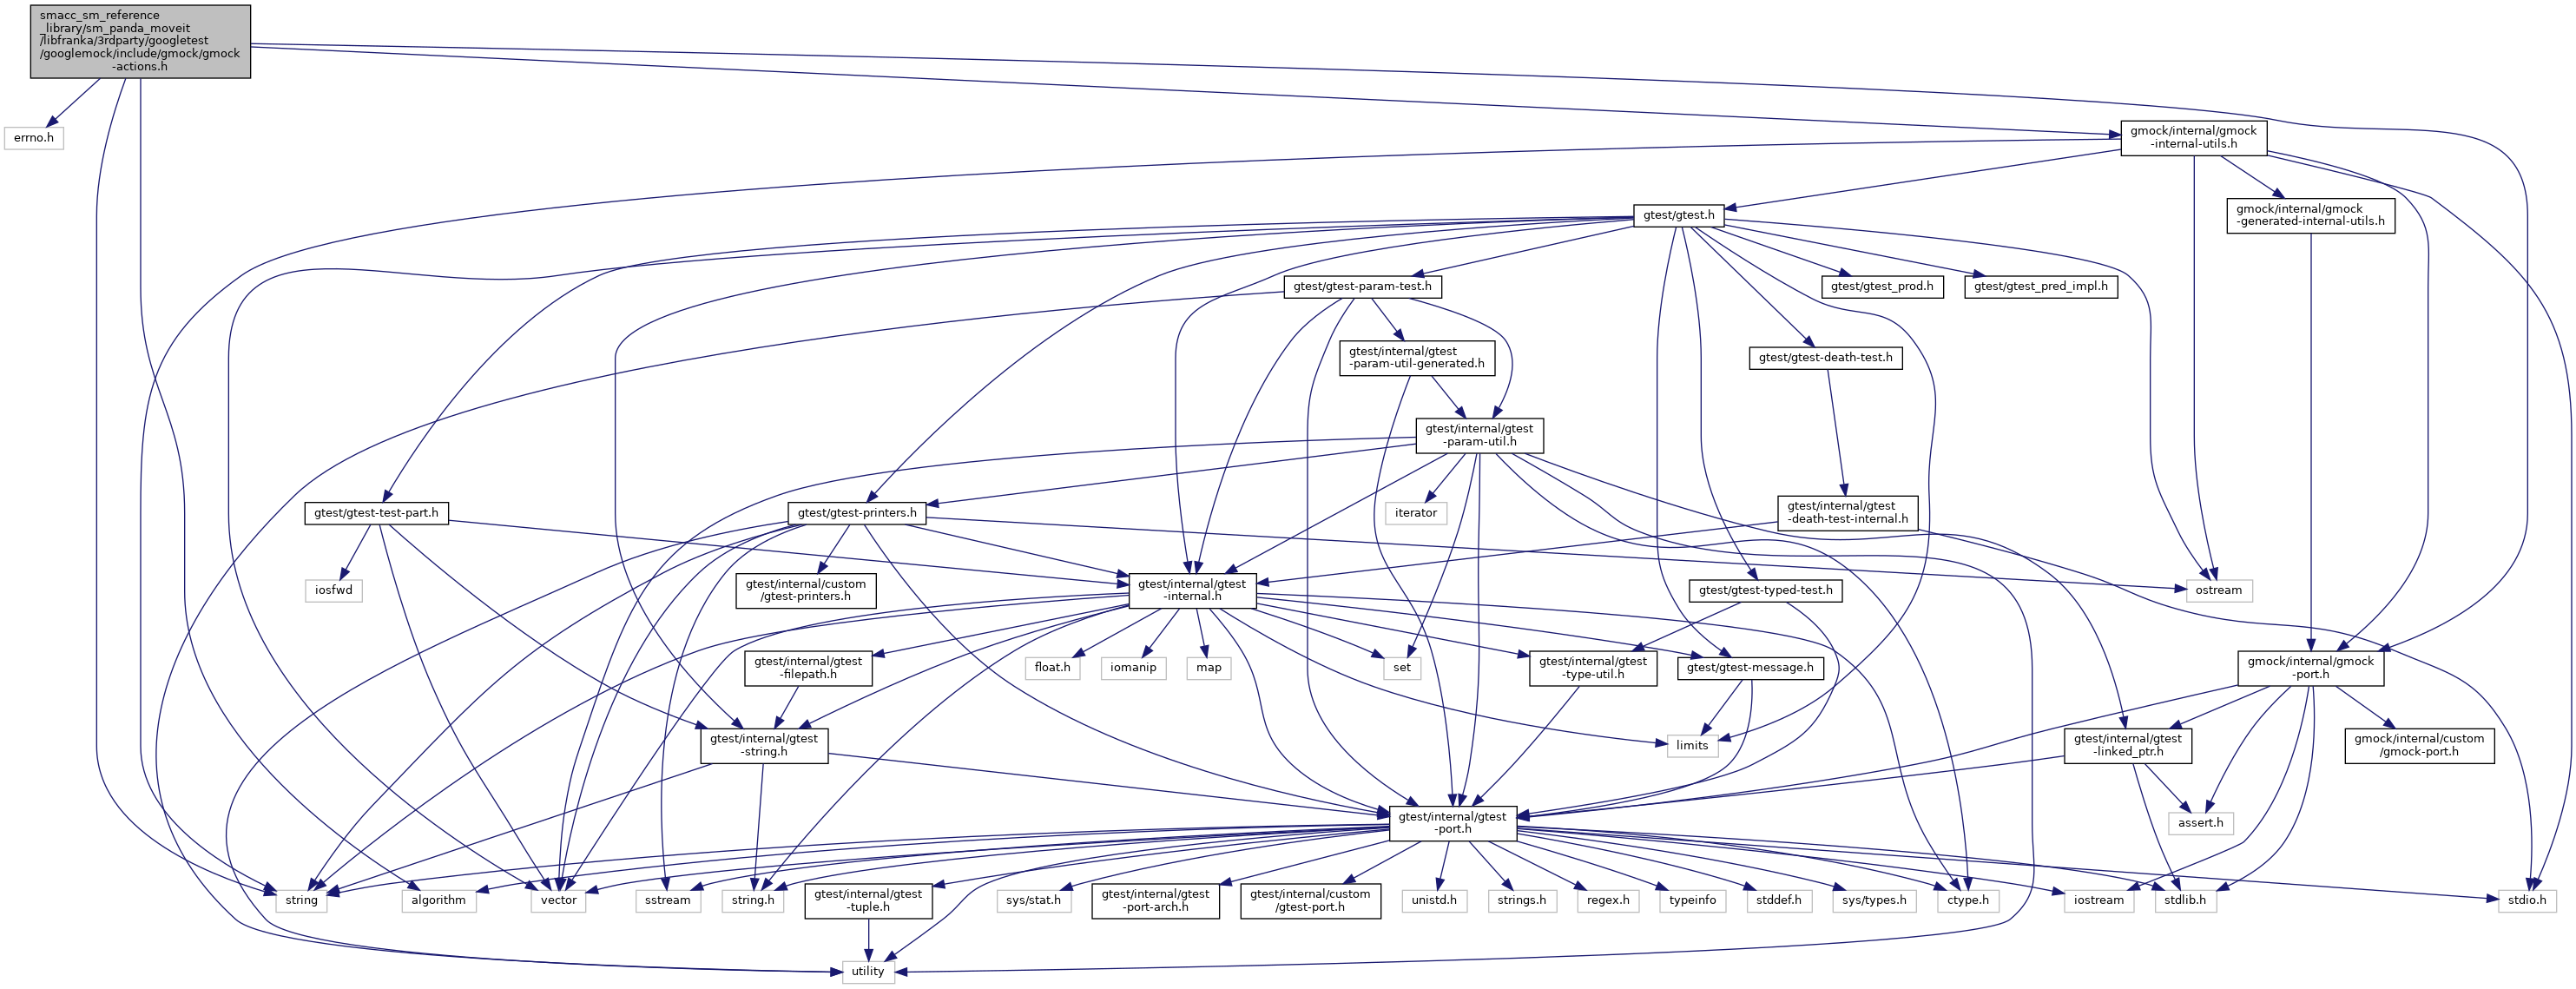 smacc_sm_reference
_library/sm_panda_moveit
/libfranka/3rdparty/googletest
/googlemock/include/gmock/gmock
-actions.h
errno.h
gmock/internal/gmock
-internal-utils.h
gtest/gtest.h
gmock/internal/gmock
-generated-internal-utils.h
gtest/gtest-param-test.h
gtest/gtest_prod.h
gtest/gtest_pred_impl.h
gtest/internal/gtest
-param-util-generated.h
gtest/gtest-death-test.h
gtest/internal/gtest
-param-util.h
gtest/gtest-test-part.h
gtest/gtest-printers.h
iterator
gtest/internal/gtest
-death-test-internal.h
iosfwd
gtest/internal/custom
/gtest-printers.h
gtest/internal/gtest
-internal.h
gtest/gtest-typed-test.h
ostream
gtest/internal/gtest
-filepath.h
float.h
iomanip
map
set
gtest/internal/gtest
-type-util.h
gtest/gtest-message.h
gmock/internal/gmock
-port.h
gtest/internal/gtest
-string.h
limits
gtest/internal/gtest
-linked_ptr.h
gmock/internal/custom
/gmock-port.h
gtest/internal/gtest
-port.h
assert.h
string
algorithm
vector
sstream
string.h
gtest/internal/gtest
-tuple.h
sys/stat.h
gtest/internal/gtest
-port-arch.h
gtest/internal/custom
/gtest-port.h
unistd.h
strings.h
regex.h
typeinfo
stddef.h
sys/types.h
ctype.h
iostream
stdlib.h
stdio.h
utility